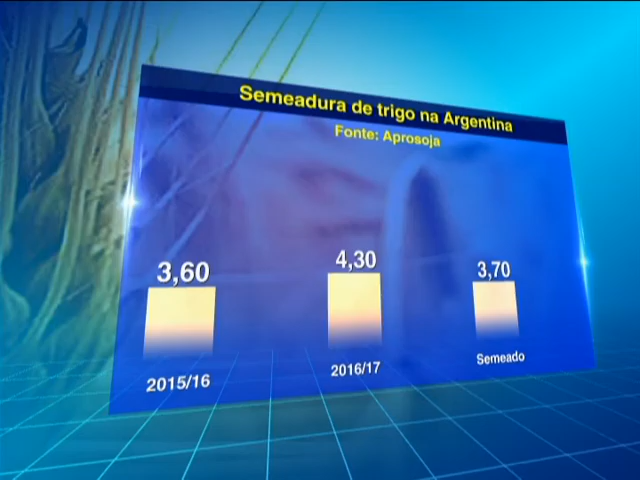 Semeadura de trigo na Argentina
Fonte: Aprosoja
3,60
4,30
3,70
2015/16
2016/17
Semeado